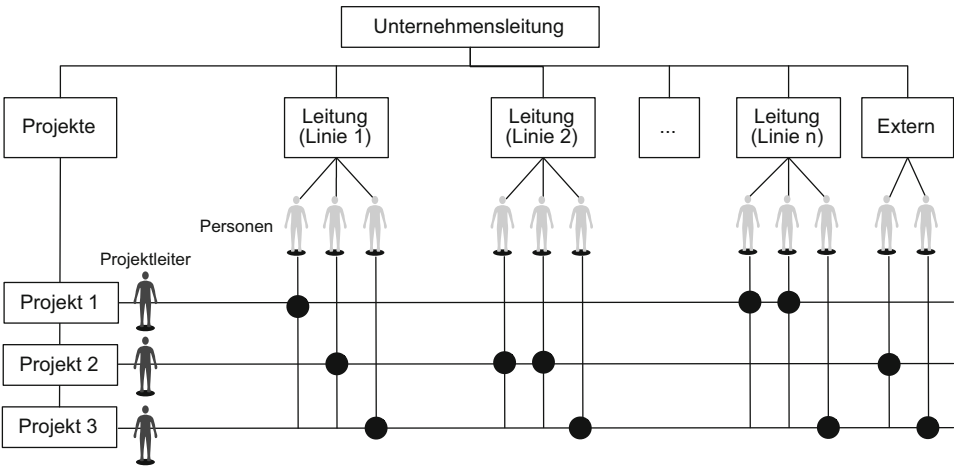 Unternehmensleitung
Projekte
Leitung
(Linie 1)
Leitung
(Linie 2)
...
Leitung
(Linie n)
Extern
Personen
Projektleiter
Projekt 1
Projekt 2
Projekt 3